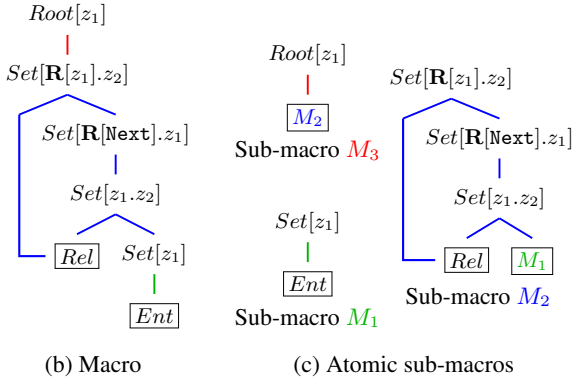 Root[z₁]
Set[R[z₁].z₂]
Set[R[Next].z₁]
Set[z₁.z₂]
Rel
Set[z₁]
Ent
(b) Macro
Root[z₁]
M₂
Sub-macro M₃
Set[z₁]
Ent
Sub-macro M₁
Set[R[z₁].z₂]
Set[R[Next].z₁]
Set[z₁.z₂]
Rel
M₁
Sub-macro M₂
(c) Atomic sub-macros